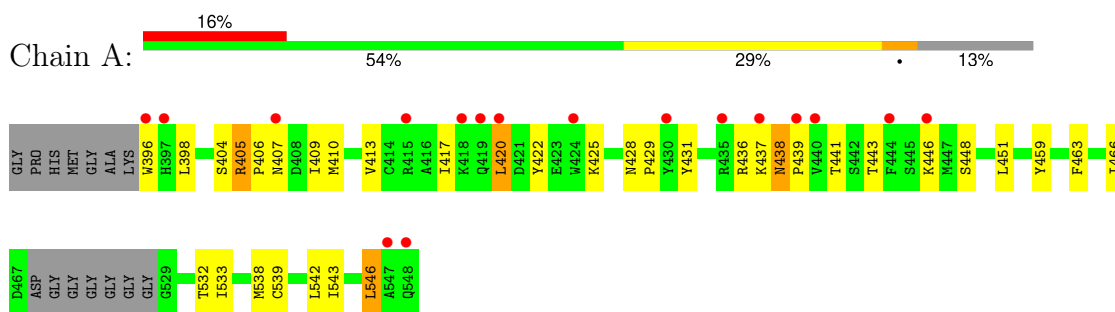 16%
Chain A:
54% 29% • 13%
GLY PRO HIS MET GLY ALA LYS W396 H397 L398 S404 R405 P406 N407 D408 I409 M410 V413 C414 R415 A416 I417 K418 Q419 L420 D421 Y422 E423 W424 K425 N428 P429 Y430 Y431 R435 R436 K437 N438 P439 V440 T441 S442 T443 F444 S445 K446 M447 S448 L451 Y459 F463 I466
D467 ASP GLY GLY GLY GLY GLY GLY G529 T532 I533 M538 C539 L542 I543 L546 A547 Q548